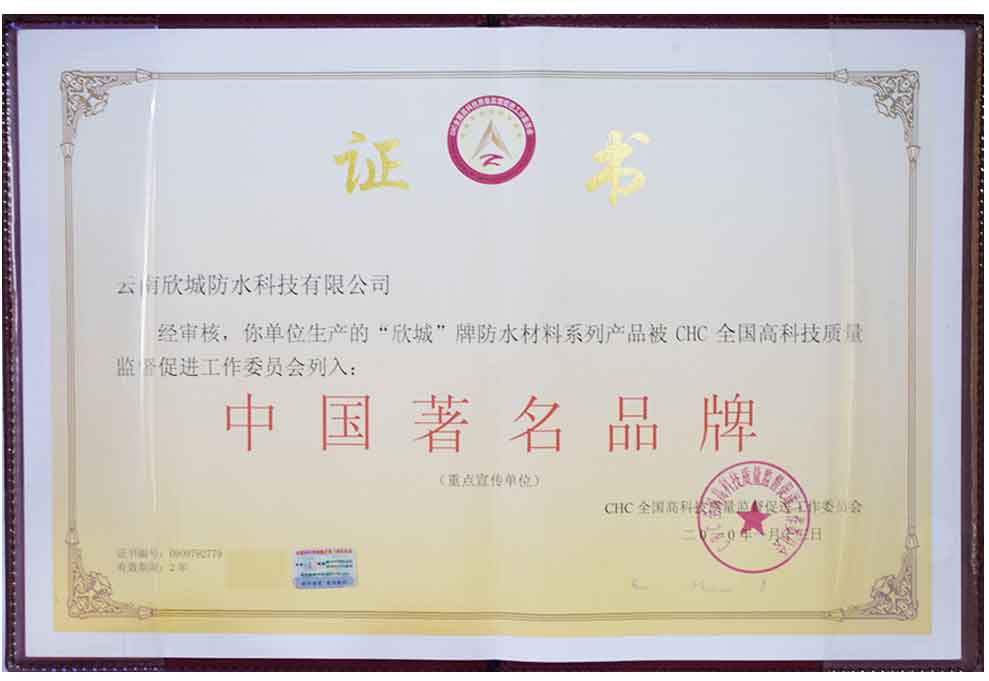 证书
云南欣城防水科技有限公司
经审核，你单位生产的“欣城”牌防水材料系列产品被 CHC 全国高科技质量
监督促进工作委员会列入：
中国著名品牌
（重点宣传单位）
CHC 全国高科技质量监督促进工作委员会
证书编号：0909792779
有效期限：2 年